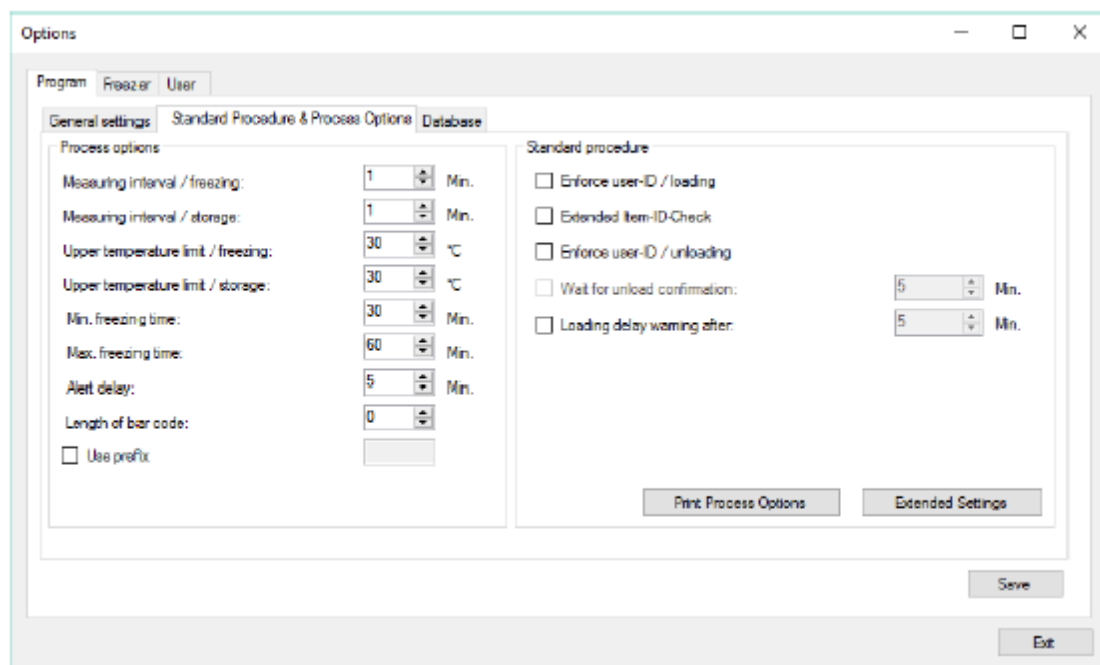 Options
Program Freezer User
General settings Standard Procedure & Process Options Database
Process options
Measuring interval / freezing: 1 Min.
Measuring interval / storage: 1 Min.
Upper temperature limit / freezing: 30 °C
Upper temperature limit / storage: 30 °C
Min. freezing time: 30 Min.
Max. freezing time: 60 Min.
Alert delay: 5 Min.
Length of bar code: 0
Use prefix
Standard procedure
Enforce user-ID / loading
Extended Item-ID-Check
Enforce user-ID / unloading
Wait for unload confirmation: 5 Min.
Loading delay warning after: 5 Min.
Print Process Options Extended Settings
Save
Exit